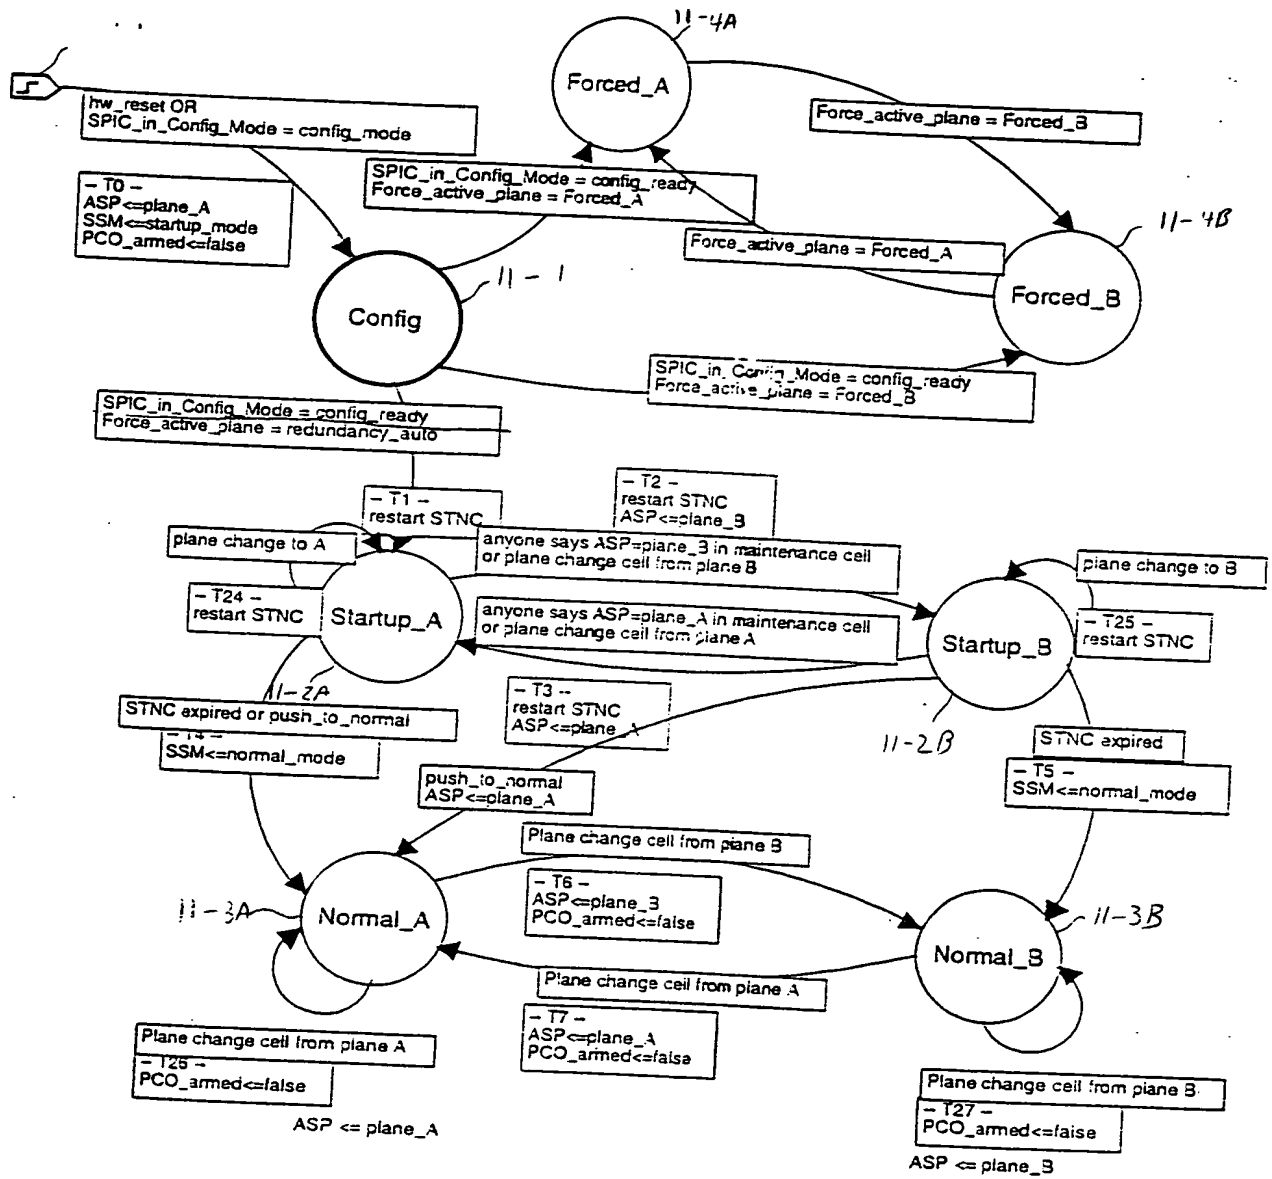 11-4A
Forced_A
hw_reset OR
SPIC_in_Config_Mode = config_mode
Force_active_plane = Forced_B
– T0 –
ASP<=plane_A
SSM<=startup_mode
PCO_armed<=false
SPIC_in_Config_Mode = config_ready
Force_active_plane = Forced_A
11-4B
Force_active_plane = Forced_A
Forced_B
11-1
Config
SPIC_in_Config_Mode = config_ready
Force_active_plane = Forced_B
SPIC_in_Config_Mode = config_ready
Force_active_plane = redundancy_auto
– T1 –
restart STNC
– T2 –
restart STNC
ASP<=plane_B
plane change to A
anyone says ASP=plane_B in maintenance cell
or plane change cell from plane B
plane change to B
– T24 –
restart STNC
Startup_A
anyone says ASP=plane_A in maintenance cell
or plane change cell from plane A
Startup_B
– T25 –
restart STNC
11-2A
– T3 –
restart STNC
ASP<=plane_A
11-2B
STNC expired or push_to_normal
– T4 –
SSM<=normal_mode
STNC expired
– T5 –
SSM<=normal_mode
push_to_normal
ASP<=plane_A
Plane change cell from plane B
– T6 –
ASP<=plane_B
PCO_armed<=false
11-3A
Normal_A
11-3B
Normal_B
Plane change cell from plane A
– T7 –
ASP<=plane_A
PCO_armed<=false
Plane change cell from plane A
– T26 –
PCO_armed<=false
ASP <= plane_A
Plane change cell from plane B
– T27 –
PCO_armed<=false
ASP <= plane_B